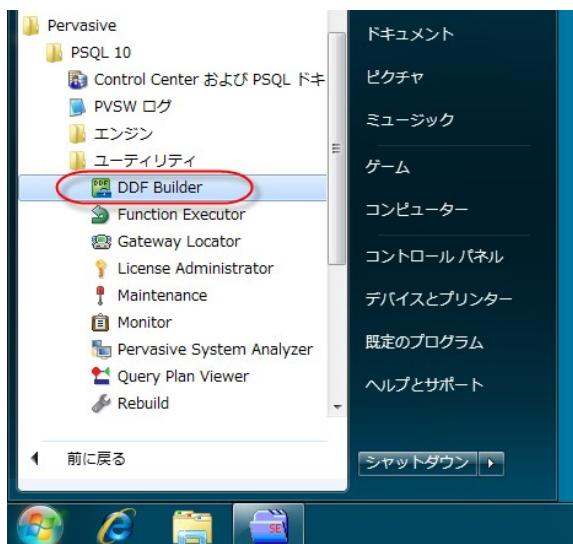 Pervasive
PSQL 10
Control Center および PSQL ドキ
PVSW ログ
エンジン
ユーティリティ
DDF Builder
Function Executor
Gateway Locator
License Administrator
Maintenance
Monitor
Pervasive System Analyzer
Query Plan Viewer
Rebuild
前に戻る
ドキュメント
ピクチャ
ミュージック
ゲーム
コンピューター
コントロール パネル
デバイスとプリンター
既定のプログラム
ヘルプとサポート
シャットダウン
SE